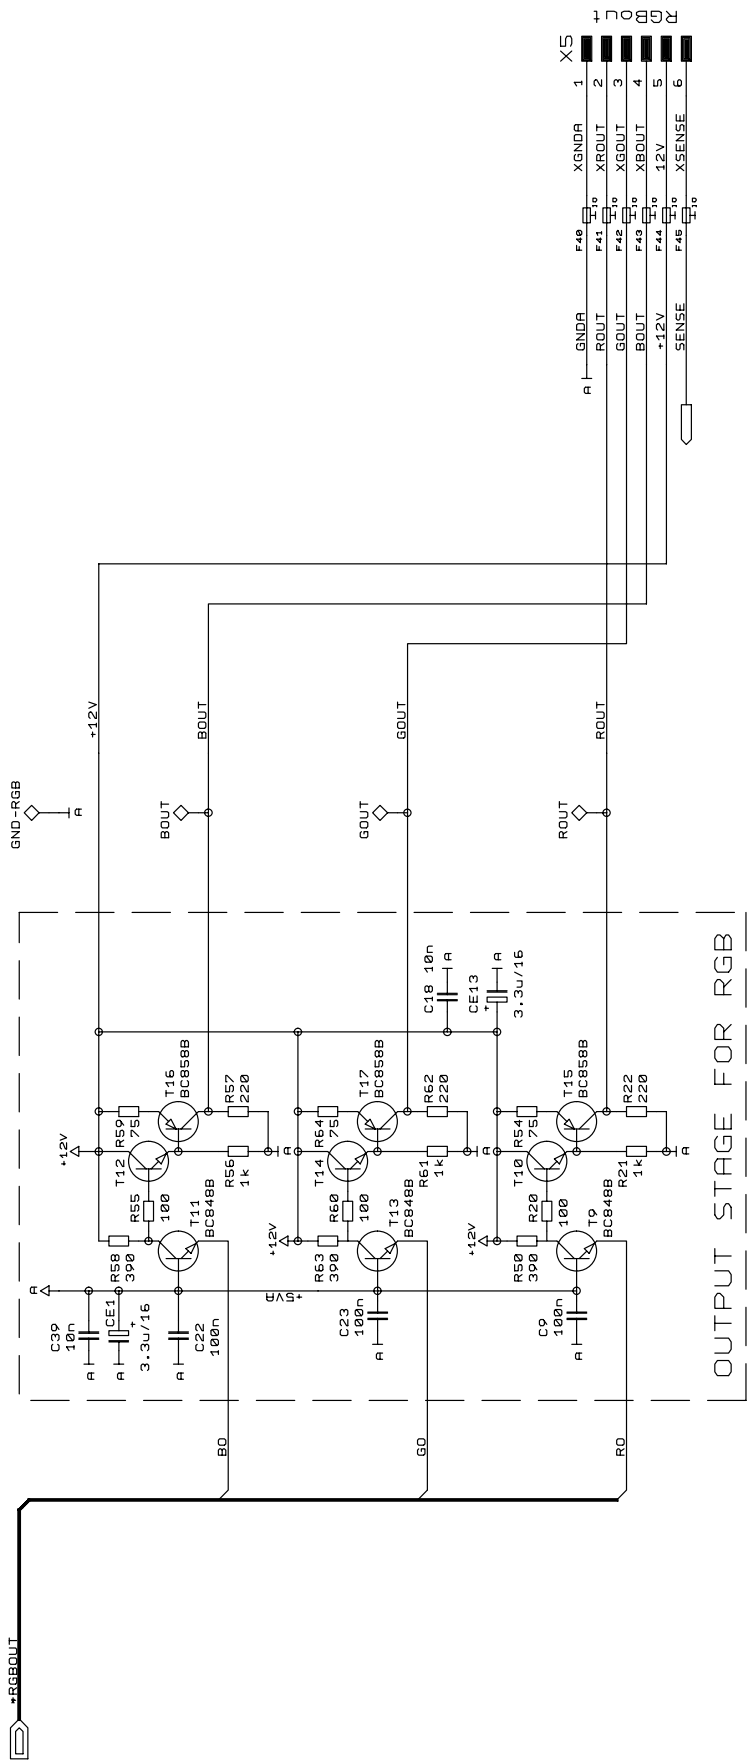 RGBout
X5
1
2
3
4
5
6
XGNDA
XROUT
XGOUT
XBOUT
12V
XSENSE
10
10
10
10
10
10
F40
F41
F42
F43
F44
F45
GNDA
ROUT
GOUT
BOUT
+12V
SENSE
A
+12V
BOUT
GOUT
ROUT
GND-RGB
A
BOUT
GOUT
ROUT
OUTPUT STAGE FOR RGB
C18 10n
A
CE13
A
+
3.3u/16
T16
BC858B
R57
220
R59
75
+12V
T12
R56
1k
A
R55
100
T11
BC848B
R58
390
T17
BC858B
R62
220
R64
75
T14
R61
1k
A
R60
100
T13
BC848B
R63
390
+12V
T15
BC858B
R22
220
R54
75
T10
R21
1k
A
R20
100
T9
BC848B
R50
390
+12V
A
+5VA
C39
10n
A
CE1
+
3.3u/16
A
C22
100n
A
C23
100n
A
C9
100n
A
BO
GO
RO
*RGBOUT